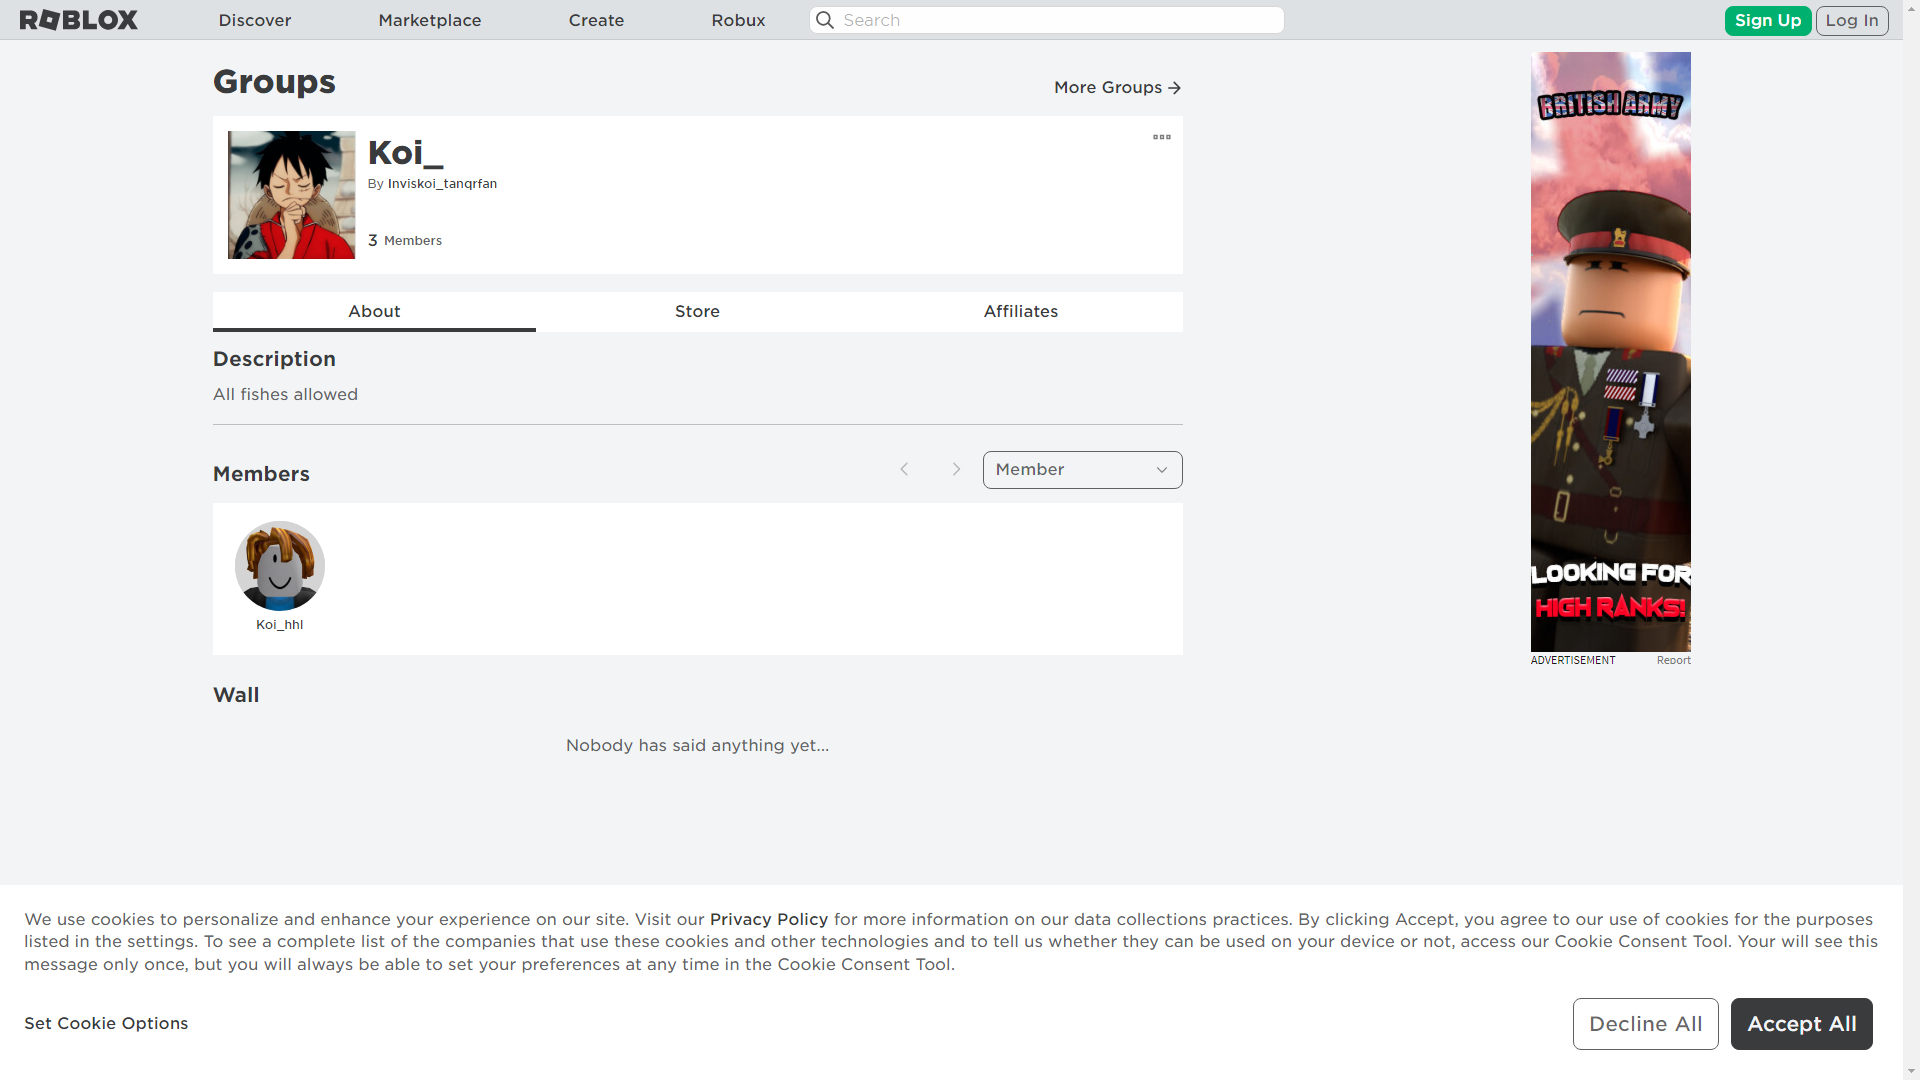 ROBLOX
Discover
Marketplace
Create
Robux
Search
Sign Up
Log In
Groups
More Groups
Koi_
By Inviskoi_tanqrfan
3 Members
About
Store
Affiliates
Description
All fishes allowed
Members
Member
Koi_hhl
Wall
Nobody has said anything yet...
BRITISH ARMY
LOOKING FOR
HIGH RANKS!
ADVERTISEMENT
Report
We use cookies to personalize and enhance your experience on our site. Visit our Privacy Policy for more information on our data collections practices. By clicking Accept, you agree to our use of cookies for the purposes
listed in the settings. To see a complete list of the companies that use these cookies and other technologies and to tell us whether they can be used on your device or not, access our Cookie Consent Tool. Your will see this
message only once, but you will always be able to set your preferences at any time in the Cookie Consent Tool.
Set Cookie Options
Decline All
Accept All